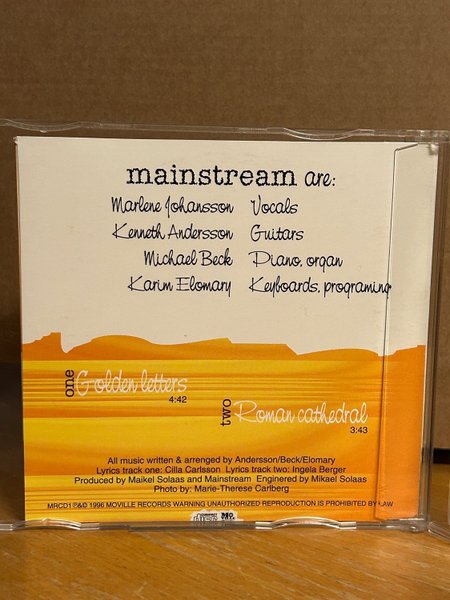 mainstream are:
Marlene Johansson Vocals
Kenneth Andersson Guitars
Michael Beck Piano, organ
Karim Elomary Keyboards, programing
one Golden letters
4:42
two Roman cathedral
3:43
All music written & arranged by Andersson/Beck/Elomary
Lyrics track one: Cilla Carlsson Lyrics track two: Ingela Berger
Produced by Maikel Solaas and Mainstream Enginered by Mikael Solaas
Photo by: Marie-Therese Carlberg
MRCD1 ℗&© 1996 MOVILLE RECORDS WARNING UNAUTHORIZED REPRODUCTION IS PROHIBITED BY LAW